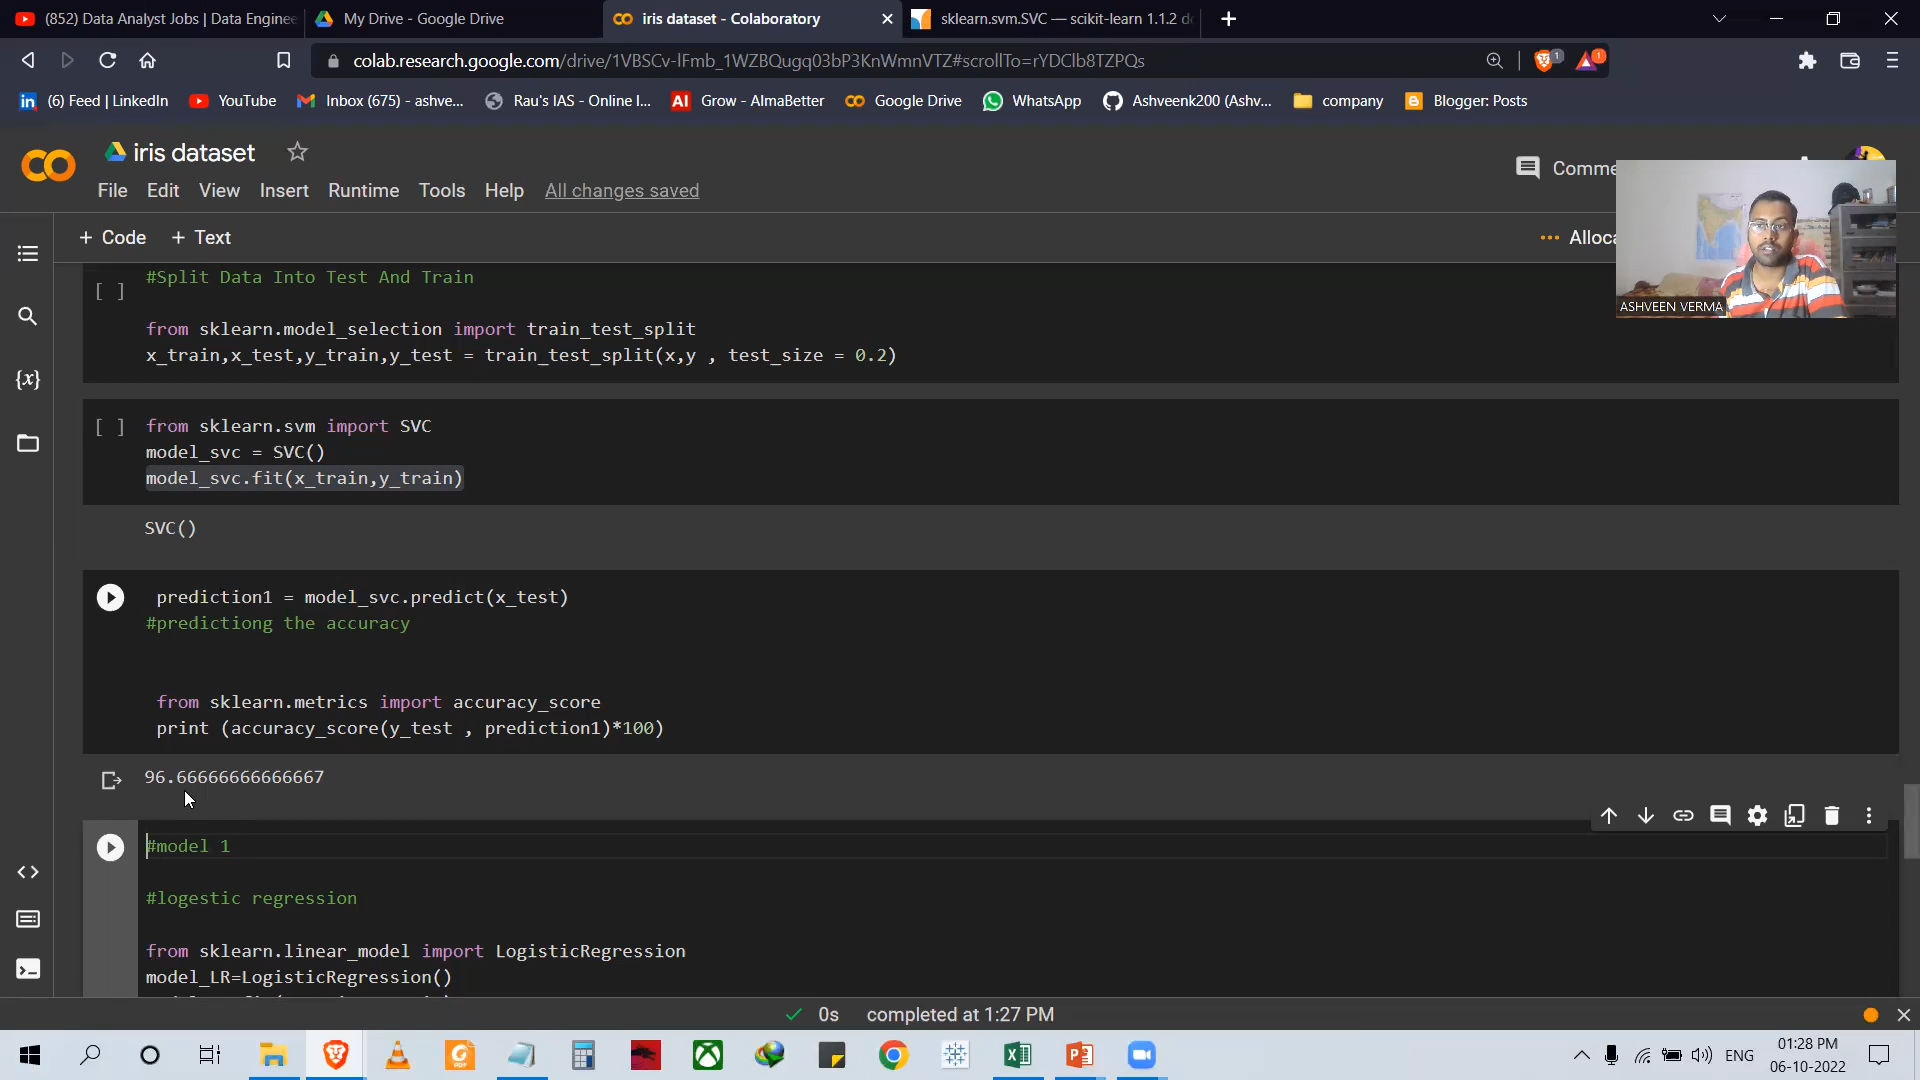 (852) Data Analyst Jobs | Data Enginee
My Drive - Google Drive
iris dataset - Colaboratory
sklearn.svm.SVC — scikit-learn 1.1.2 d
colab.research.google.com/drive/1VBSCv-lFmb_1WZBQugq03bP3KnWmnVTZ#scrollTo=rYDClb8TZPQs
1
1
(6) Feed | LinkedIn
YouTube
Inbox (675) - ashve...
Rau's IAS - Online I...
AI
Grow - AlmaBetter
Google Drive
WhatsApp
Ashveenk200 (Ashv...
company
Blogger: Posts
iris dataset
Comme
File
Edit
View
Insert
Runtime
Tools
Help
All changes saved
+ Code
+ Text
Alloca
ASHVEEN VERMA
[ ]
#Split Data Into Test And Train
from sklearn.model_selection import train_test_split
x_train,x_test,y_train,y_test = train_test_split(x,y , test_size = 0.2)
{x}
[ ]
from sklearn.svm import SVC
model_svc = SVC()
model_svc.fit(x_train,y_train)
SVC()
prediction1 = model_svc.predict(x_test)
#predictiong the accuracy
from sklearn.metrics import accuracy_score
print (accuracy_score(y_test , prediction1)*100)
96.66666666666667
#model 1
#logestic regression
from sklearn.linear_model import LogisticRegression
model_LR=LogisticRegression()
0s
completed at 1:27 PM
ENG
01:28 PM
06-10-2022